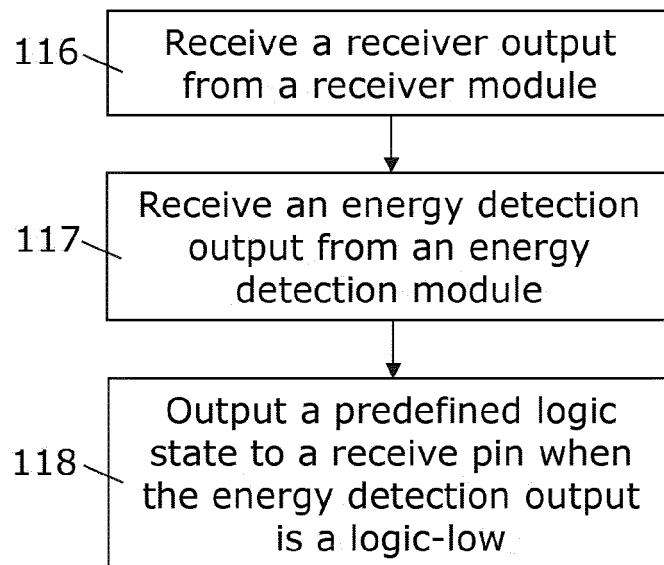 116
Receive a receiver output
from a receiver module
117
Receive an energy detection
output from an energy
detection module
118
Output a predefined logic
state to a receive pin when
the energy detection output
is a logic-low